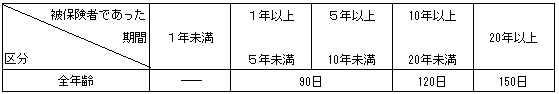 被保険者であった
期間
区分
１年未満
１年以上
５年未満
５年以上
10年未満
10年以上
20年未満
20年以上
全年齢
──
90日
120日
150日